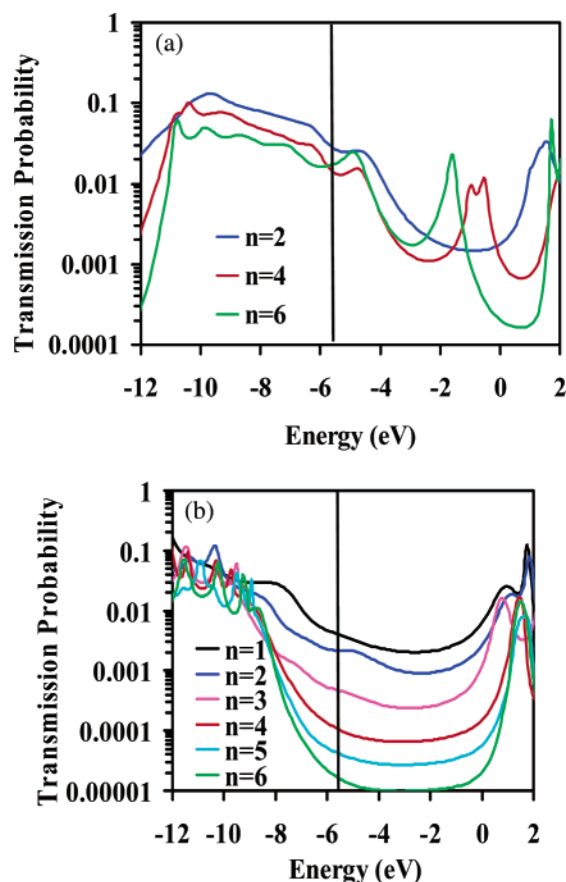 (a)
Transmission Probability
1
0.1
0.01
0.001
0.0001
n=2
n=4
n=6
-12 -10 -8 -6 -4 -2 0 2
Energy (eV)
(b)
Transmission Probability
1
0.1
0.01
0.001
0.0001
0.00001
n=1
n=2
n=3
n=4
n=5
n=6
-12 -10 -8 -6 -4 -2 0 2
Energy (eV)